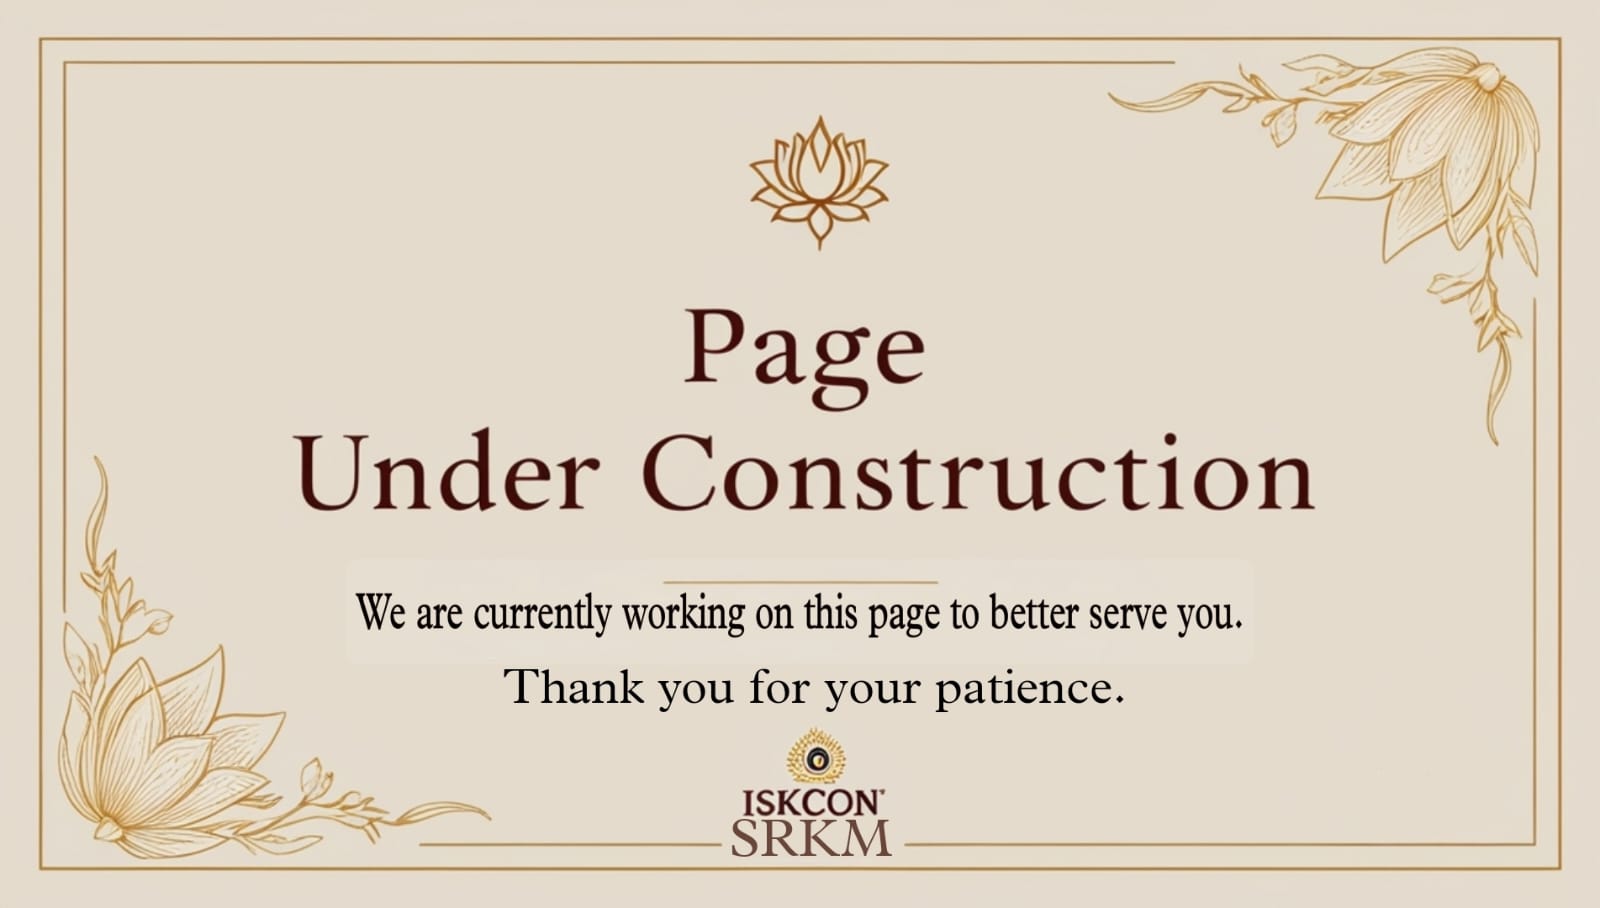 Page
Under Construction
We are currently working on this page to better serve you.
Thank you for your patience.
ISKCON®
SRKM